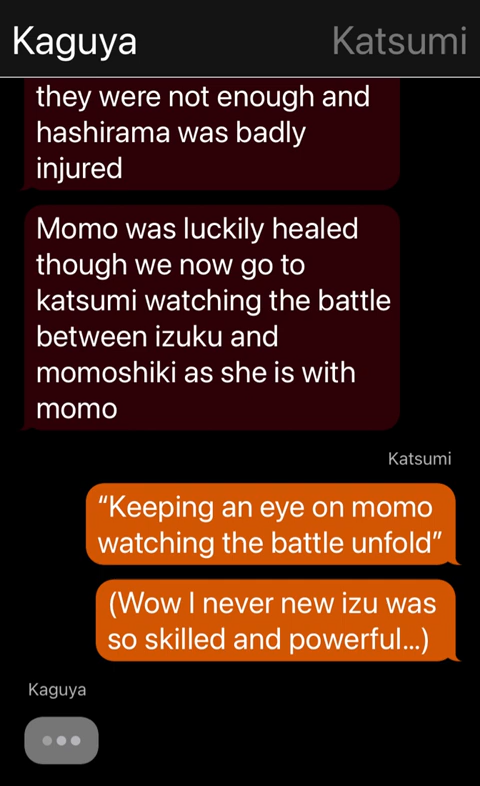 Kaguya Katsumi
they were not enough and
hashirama was badly
injured
Momo was luckily healed
though we now go to
katsumi watching the battle
between izuku and
momoshiki as she is with
momo
Katsumi
“Keeping an eye on momo
watching the battle unfold”
(Wow I never new izu was
so skilled and powerful...)
Kaguya